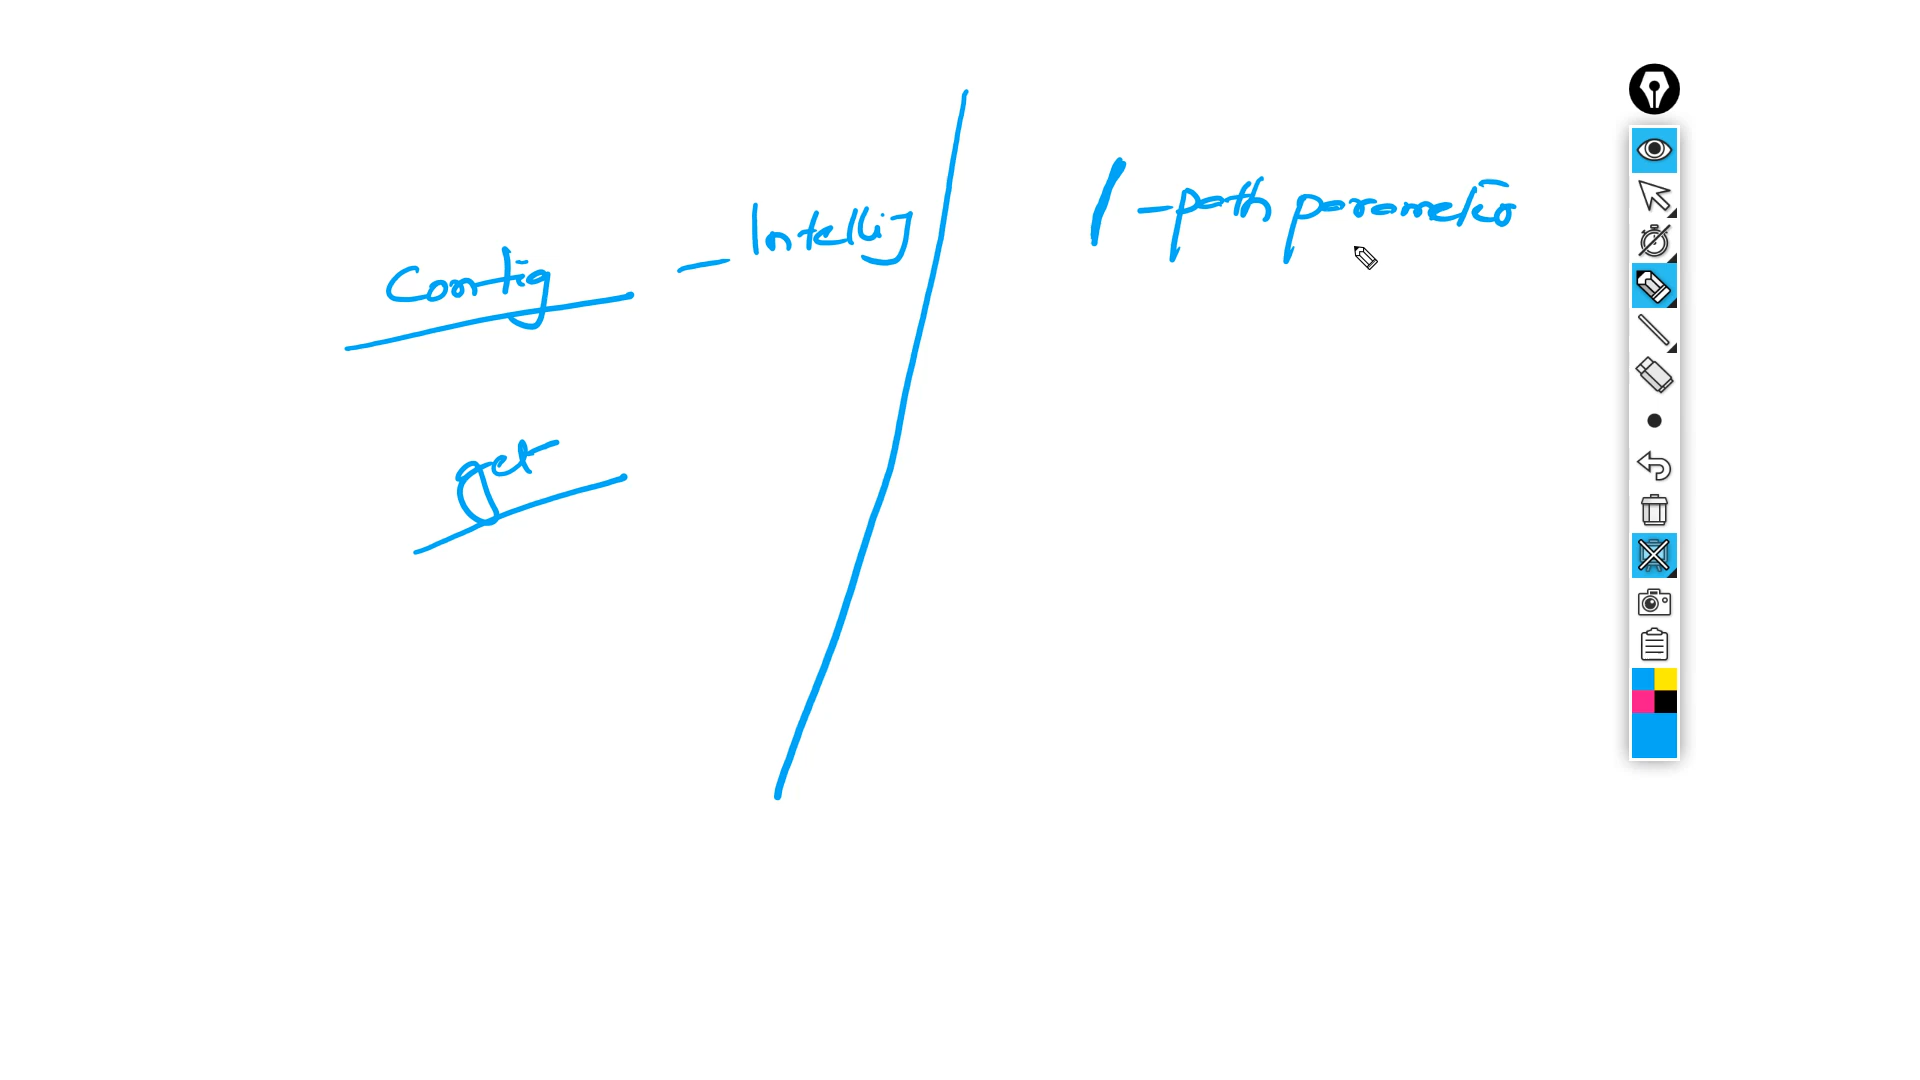 Config - IntelliJ
get
/ - path parameter